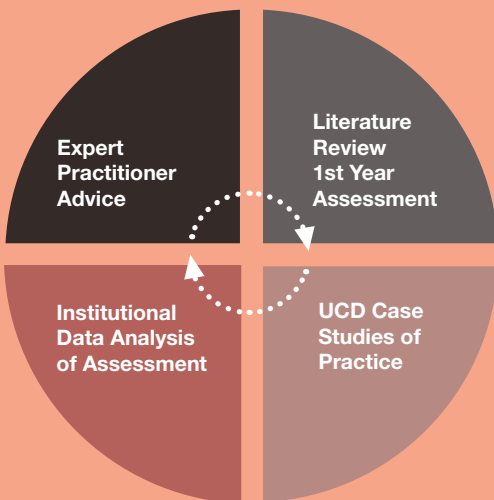 Expert
Practitioner
Advice
Literature
Review
1st Year
Assessment
Institutional
Data Analysis
of Assessment
UCD Case
Studies of
Practice